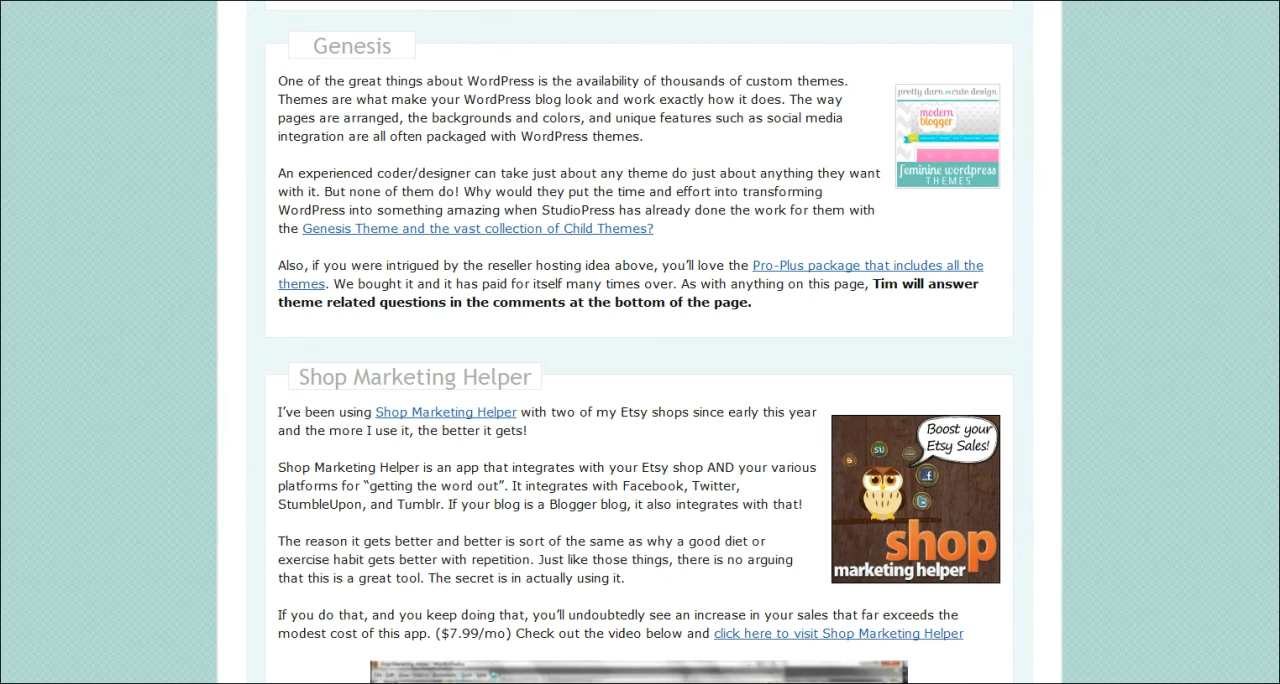 Genesis
One of the great things about WordPress is the availability of thousands of custom themes.
Themes are what make your WordPress blog look and work exactly how it does. The way
pages are arranged, the backgrounds and colors, and unique features such as social media
integration are all often packaged with WordPress themes.
pretty darn cute design
modern
blogger
feminine wordpress
THEMES
An experienced coder/designer can take just about any theme do just about anything they want
with it. But none of them do! Why would they put the time and effort into transforming
WordPress into something amazing when StudioPress has already done the work for them with
the Genesis Theme and the vast collection of Child Themes?
Also, if you were intrigued by the reseller hosting idea above, you’ll love the Pro-Plus package that includes all the
themes. We bought it and it has paid for itself many times over. As with anything on this page, Tim will answer
theme related questions in the comments at the bottom of the page.
Shop Marketing Helper
I’ve been using Shop Marketing Helper with two of my Etsy shops since early this year
and the more I use it, the better it gets!
Boost your
Etsy Sales!
shop
marketing helper
Shop Marketing Helper is an app that integrates with your Etsy shop AND your various
platforms for “getting the word out”. It integrates with Facebook, Twitter,
StumbleUpon, and Tumblr. If your blog is a Blogger blog, it also integrates with that!
The reason it gets better and better is sort of the same as why a good diet or
exercise habit gets better with repetition. Just like those things, there is no arguing
that this is a great tool. The secret is in actually using it.
If you do that, and you keep doing that, you’ll undoubtedly see an increase in your sales that far exceeds the
modest cost of this app. ($7.99/mo) Check out the video below and click here to visit Shop Marketing Helper